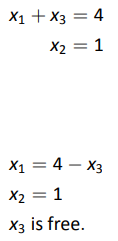 x₁ + x₃ = 4
x₂ = 1
x₁ = 4 − x₃
x₂ = 1
x₃ is free.